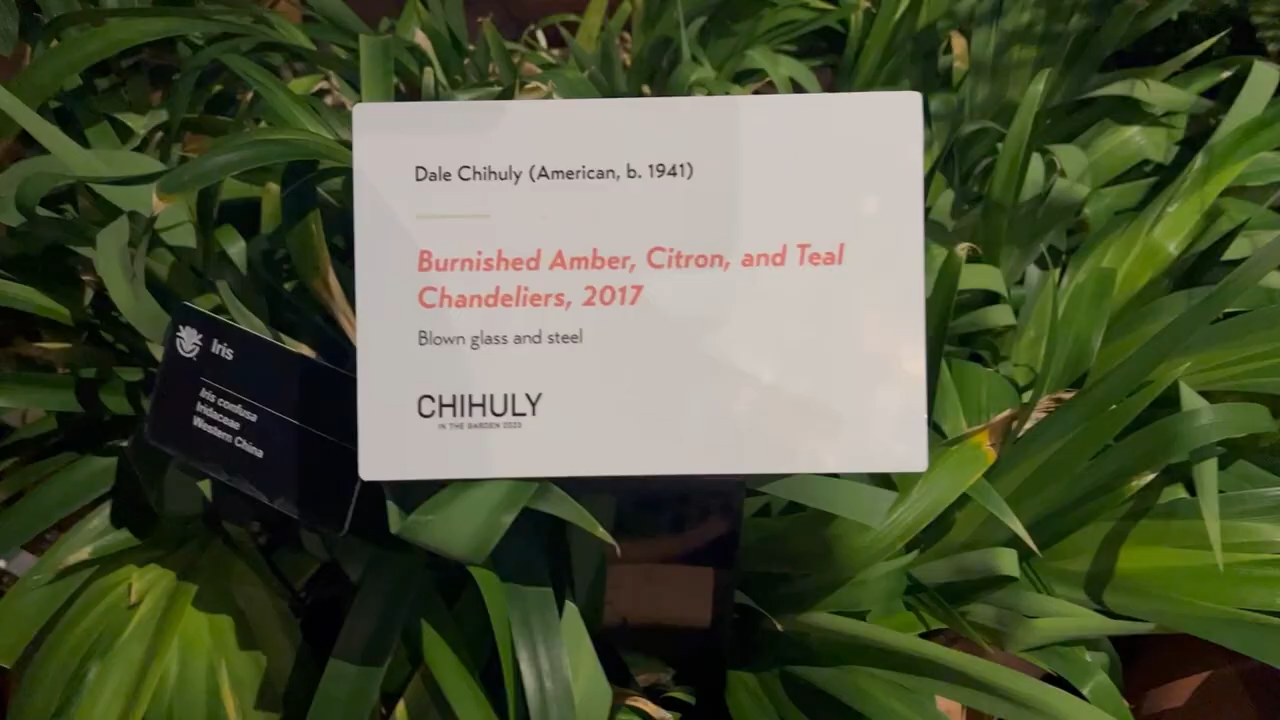 Dale Chihuly (American, b. 1941)
Burnished Amber, Citron, and Teal
Chandeliers, 2017
Blown glass and steel
CHIHULY
IN THE GARDEN 2023
Iris
Iris confusa
Iridaceae
Western China